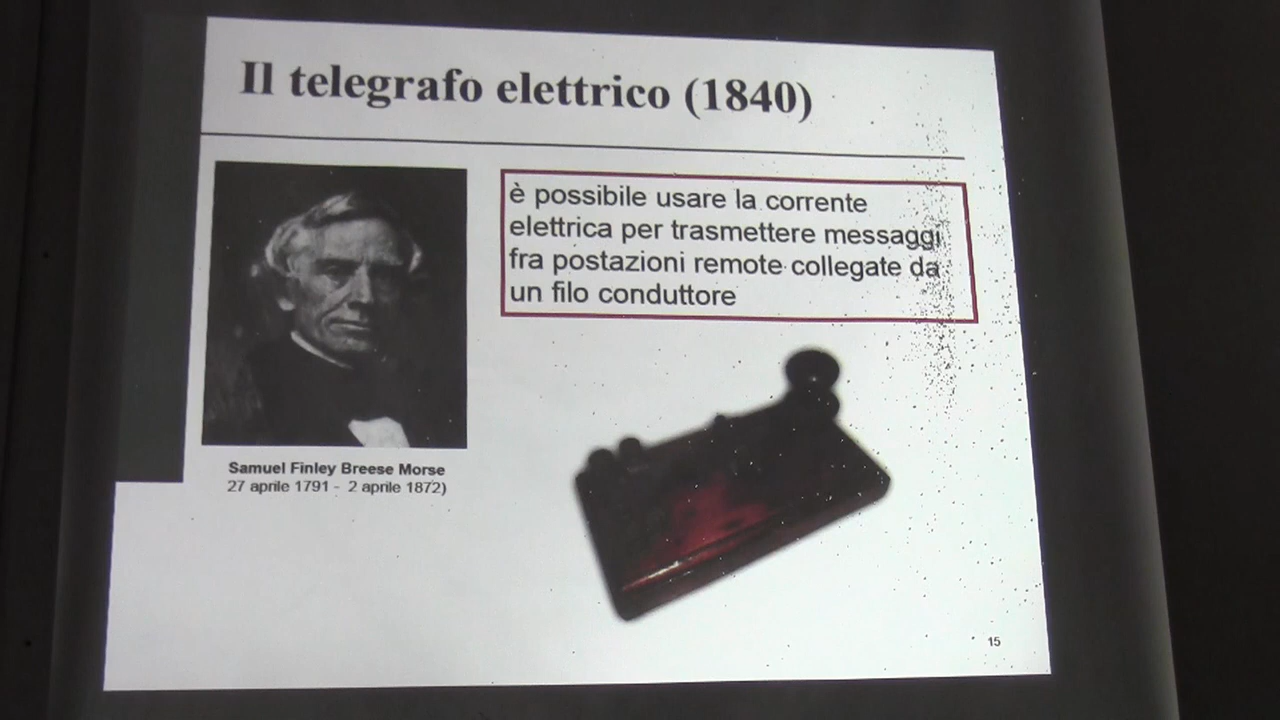 Il telegrafo elettrico (1840)
è possibile usare la corrente
elettrica per trasmettere messaggi
fra postazioni remote collegate da
un filo conduttore
Samuel Finley Breese Morse
27 aprile 1791 - 2 aprile 1872)
15